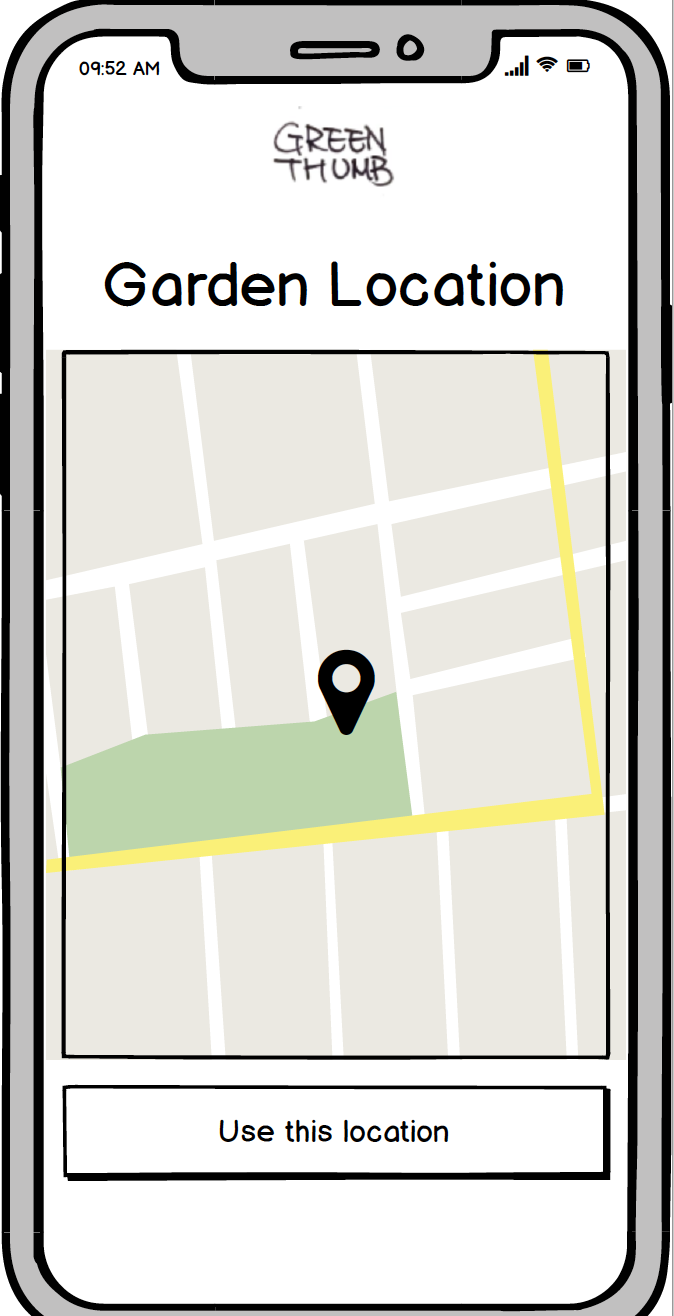 09:52 AM
GREEN
THUMB
Garden Location
Use this location